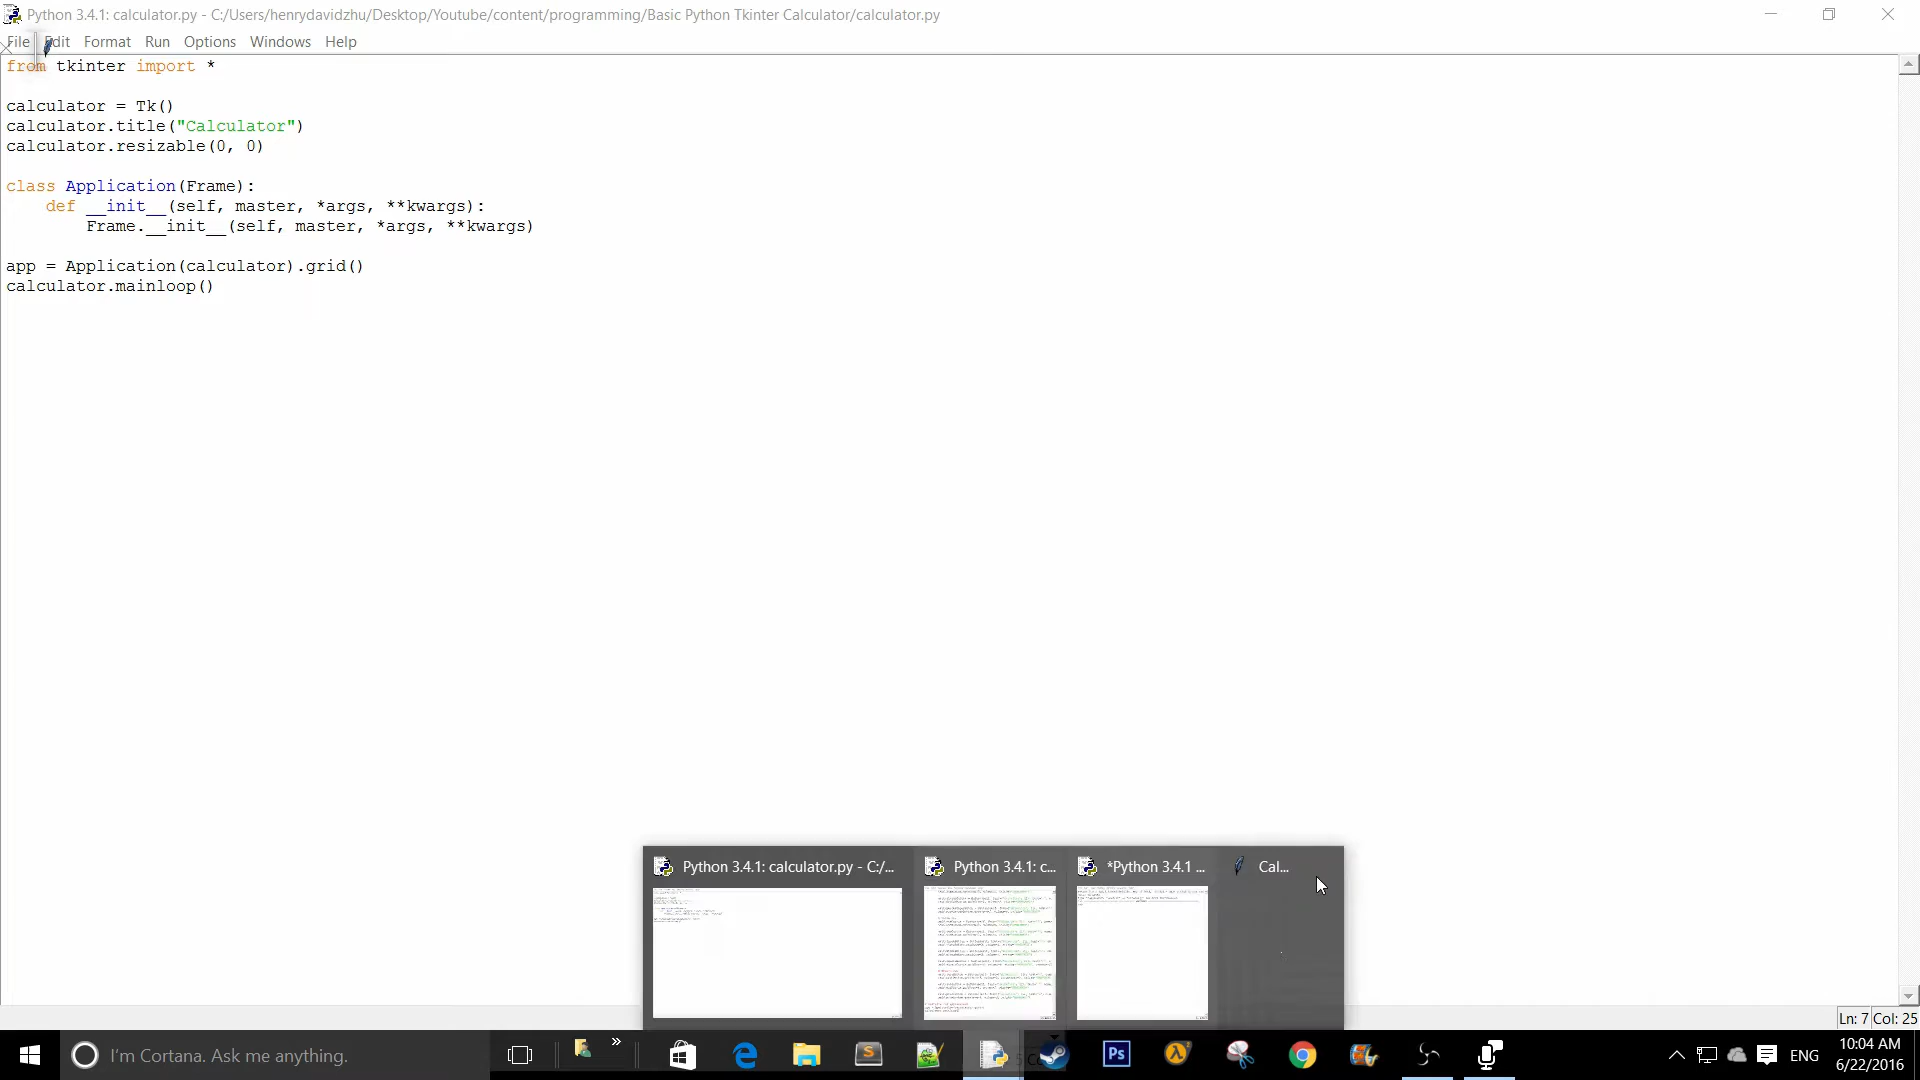 Python 3.4.1: calculator.py - C:/Users/henrydavidzhu/Desktop/Youtube/content/programming/Basic Python Tkinter Calculator/calculator.py
File Edit Format Run Options Windows Help
from tkinter import *
calculator = Tk()
calculator.title("Calculator")
calculator.resizable(0, 0)
class Application(Frame):
    def __init__(self, master, *args, **kwargs):
        Frame.__init__(self, master, *args, **kwargs)
app = Application(calculator).grid()
calculator.mainloop()
Python 3.4.1: calculator.py - C:/... Python 3.4.1: c... *Python 3.4.1 ... Cal...
Ln: 7 Col: 25
I'm Cortana. Ask me anything.
»
S
Ps
ENG
10:04 AM
6/22/2016